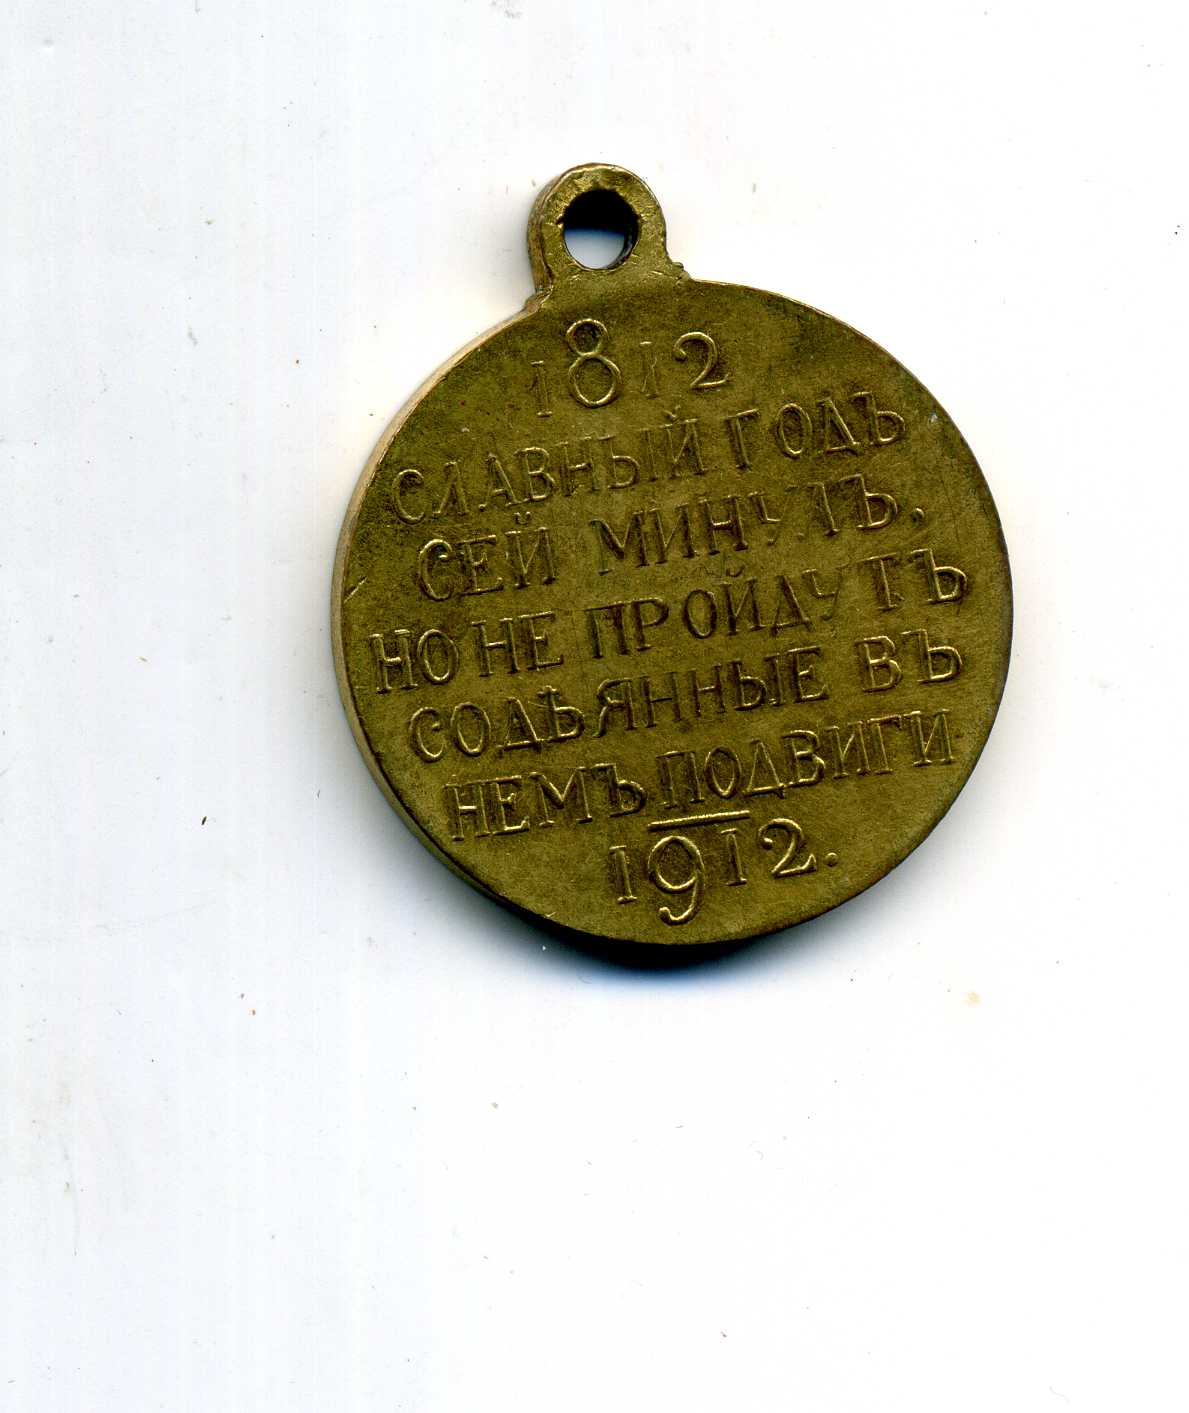 1812
СЛАВНЫЙ ГОДЪ
СЕЙ МИНУЛЪ,
НО НЕ ПРОЙДУТЪ
СОДѢЯННЫЕ ВЪ
НЕМЪ ПОДВИГИ
1912.